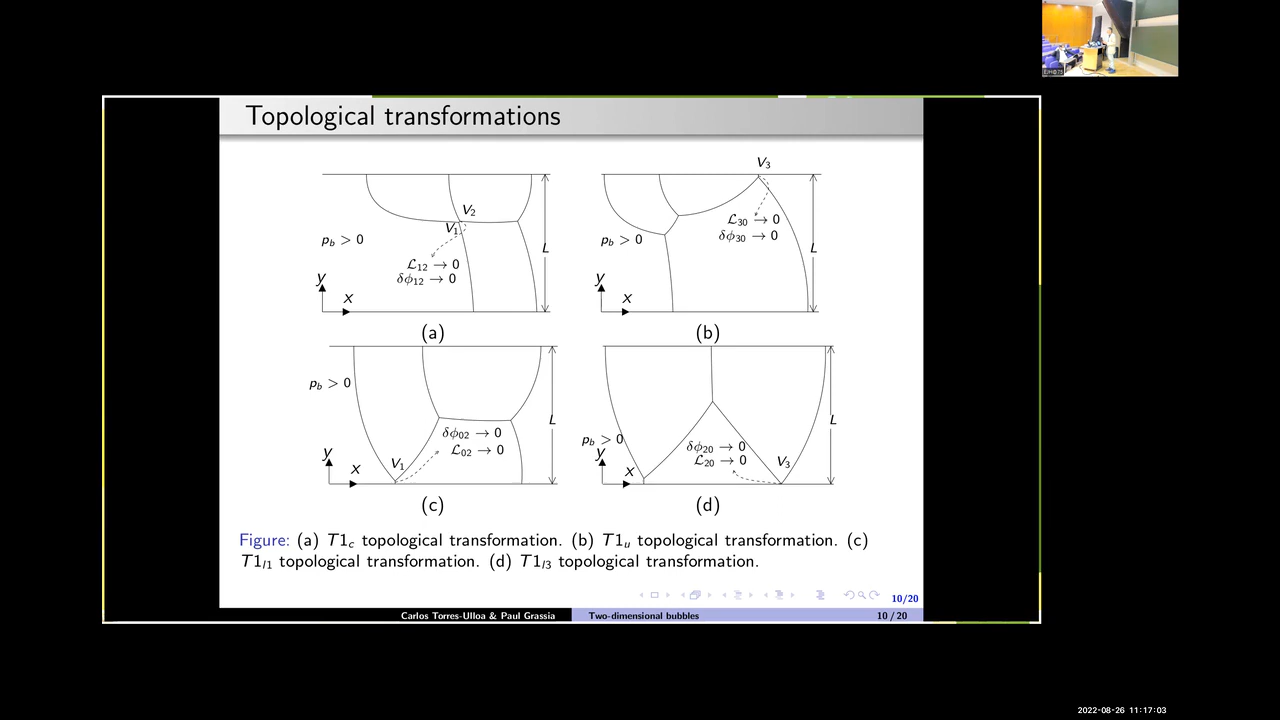 Topological transformations
V₃
V₂
V₁
p_b > 0
ℒ₁₂ → 0
δϕ₁₂ → 0
L
y
x
(a)
p_b > 0
ℒ₃₀ → 0
δϕ₃₀ → 0
L
y
x
(b)
p_b > 0
δϕ₀₂ → 0
ℒ₀₂ → 0
V₁
L
y
x
(c)
p_b > 0
δϕ₂₀ → 0
ℒ₂₀ → 0
V₃
L
y
x
(d)
Figure: (a) T1_c topological transformation. (b) T1_u topological transformation. (c)
T1_l1 topological transformation. (d) T1_l3 topological transformation.
10/20
Carlos Torres-Ulloa & Paul Grassia Two-dimensional bubbles 10 / 20
2022-08-26 11:17:03